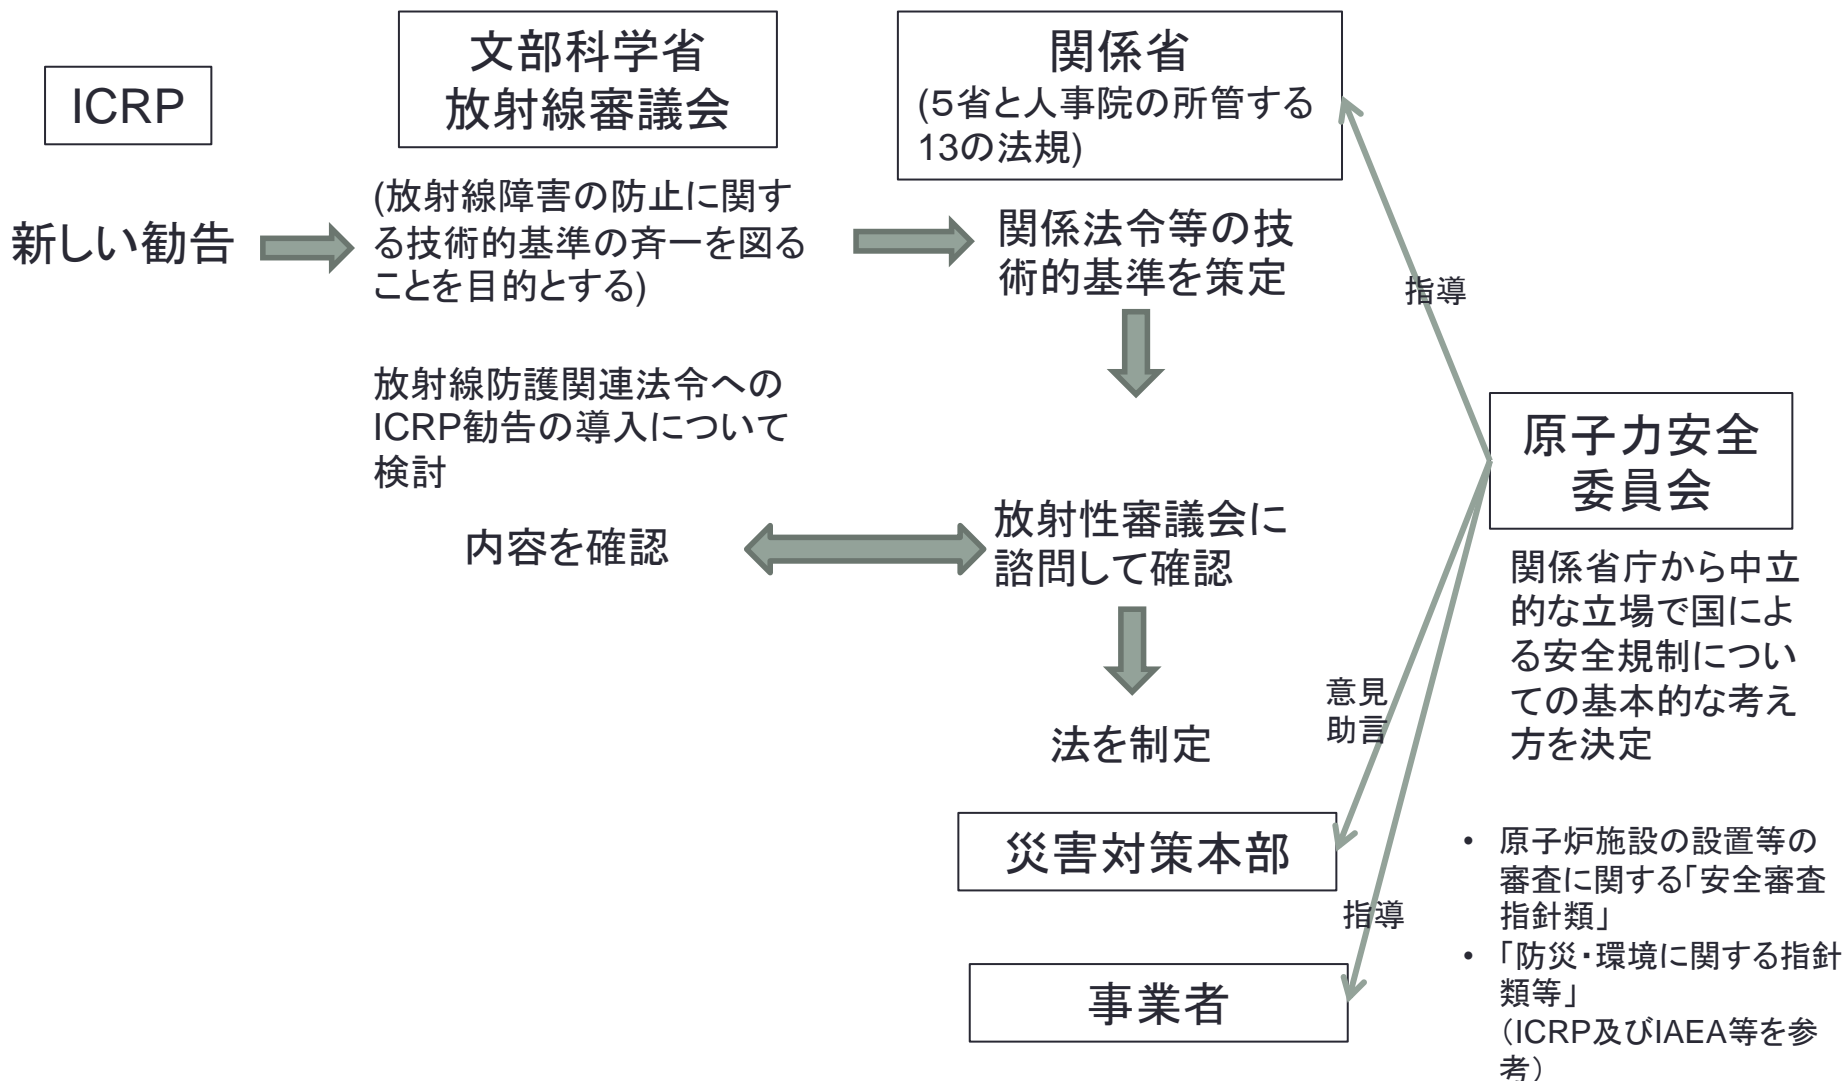 ICRP
新しい勧告
文部科学省
放射線審議会
(放射線障害の防止に関す
る技術的基準の斉一を図る
ことを目的とする)
放射線防護関連法令への
ICRP勧告の導入について
検討
内容を確認
関係省
(5省と人事院の所管する
13の法規)
関係法令等の技
術的基準を策定
放射性審議会に
諮問して確認
法を制定
災害対策本部
事業者
指導
意見
助言
指導
原子力安全
委員会
関係省庁から中立
的な立場で国によ
る安全規制につい
ての基本的な考え
方を決定
• 原子炉施設の設置等の
審査に関する「安全審査
指針類」
• 「防災・環境に関する指針
類等」
（ICRP及びIAEA等を参
考）